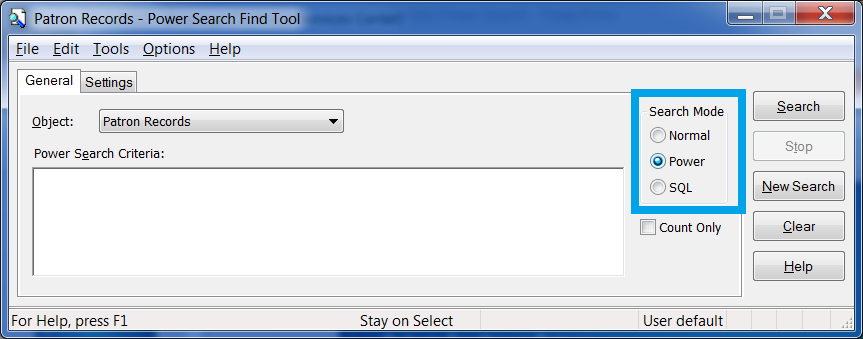 Patron Records - Power Search Find Tool
File Edit Tools Options Help
General Settings
Object: Patron Records
Power Search Criteria:
Search Mode
Normal
Power
SQL
Count Only
Search
Stop
New Search
Clear
Help
For Help, press F1 Stay on Select User default